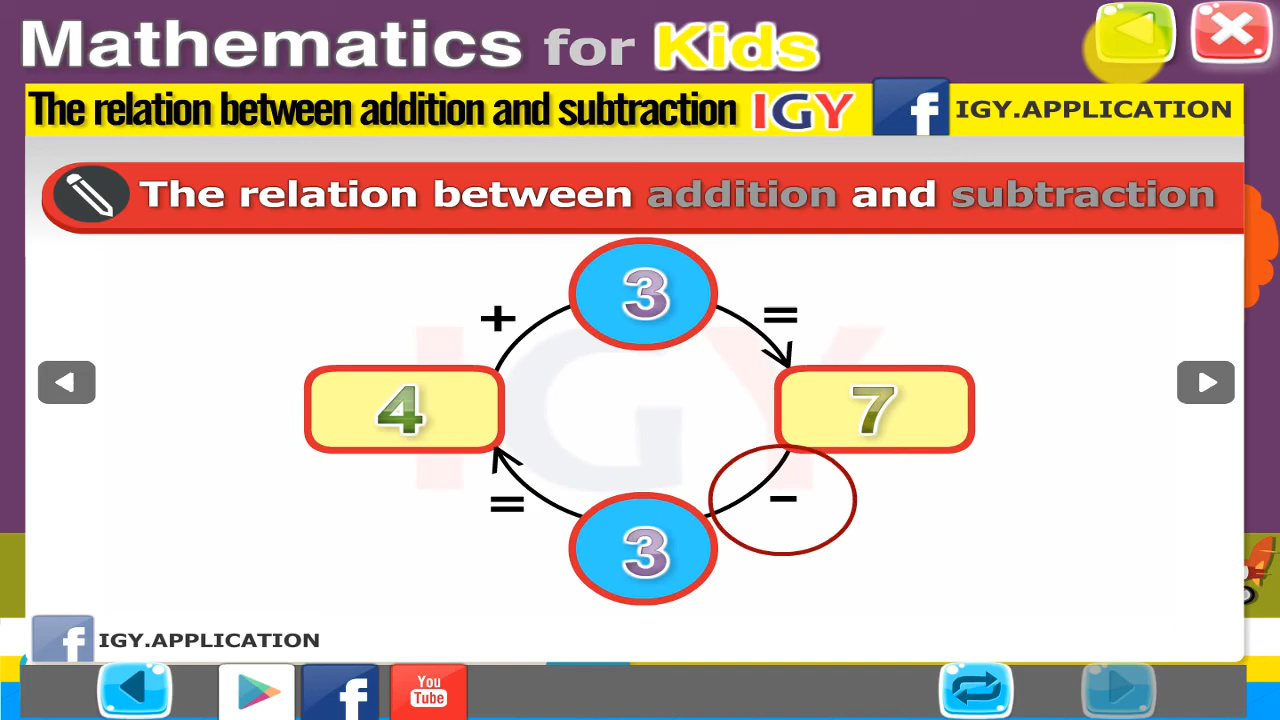 Mathematics for Kids
The relation between addition and subtraction IGY f IGY.APPLICATION
The relation between addition and subtraction
3
+ =
IGY
4 7
= −
3
f IGY.APPLICATION
f You Tube